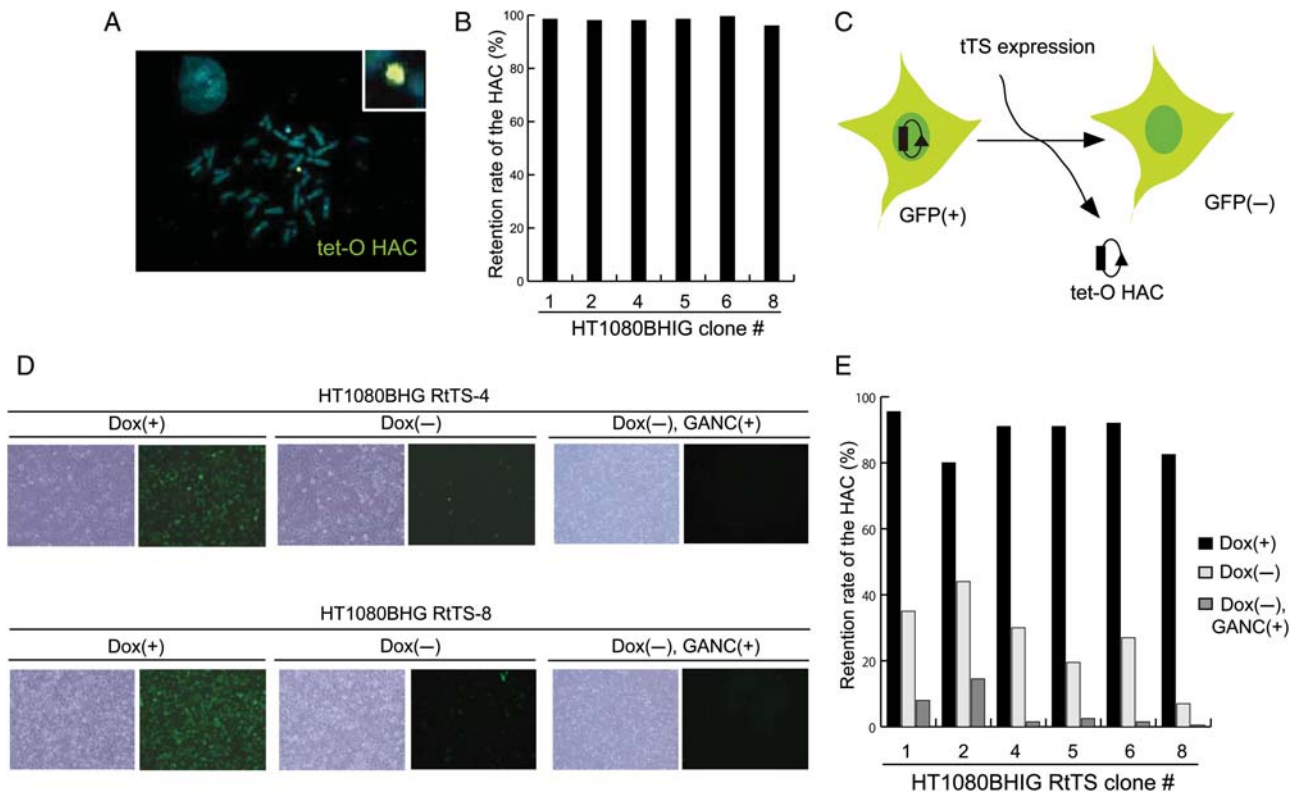 A
tet-O HAC
B
Retention rate of the HAC (%)
100
80
60
40
20
0
1 2 4 5 6 8
HT1080BHIG clone #
C
tTS expression
GFP(+)
GFP(—)
tet-O HAC
D
HT1080BHG RtTS-4
Dox(+) Dox(—) Dox(—), GANC(+)
HT1080BHG RtTS-8
Dox(+) Dox(—) Dox(—), GANC(+)
E
Retention rate of the HAC (%)
100
80
60
40
20
0
1 2 4 5 6 8
HT1080BHIG RtTS clone #
Dox(+)
Dox(—)
Dox(—),
GANC(+)